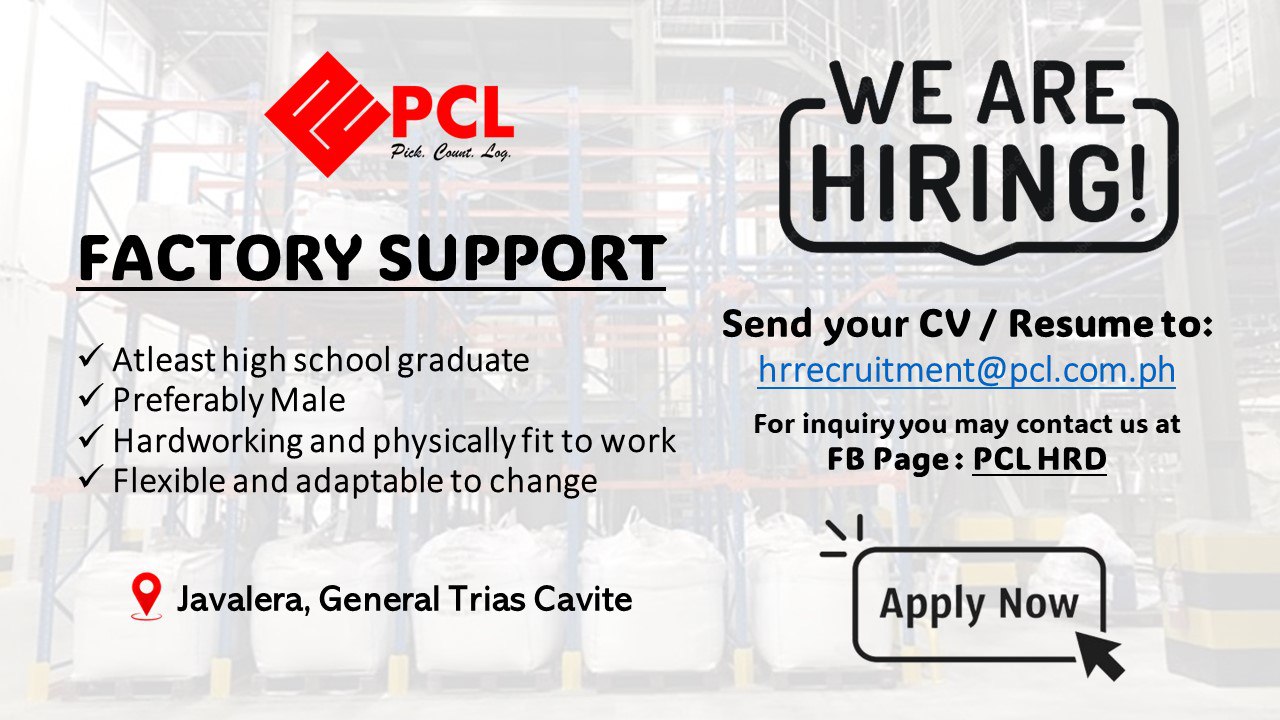 PCL
Pick. Count. Log.
FACTORY SUPPORT
✓ Atleast high school graduate
✓ Preferably Male
✓ Hardworking and physically fit to work
✓ Flexible and adaptable to change
Javalera, General Trias Cavite
WE ARE
HIRING!
Send your CV / Resume to:
hrrecruitment@pcl.com.ph
For inquiry you may contact us at
FB Page : PCL HRD
Apply Now